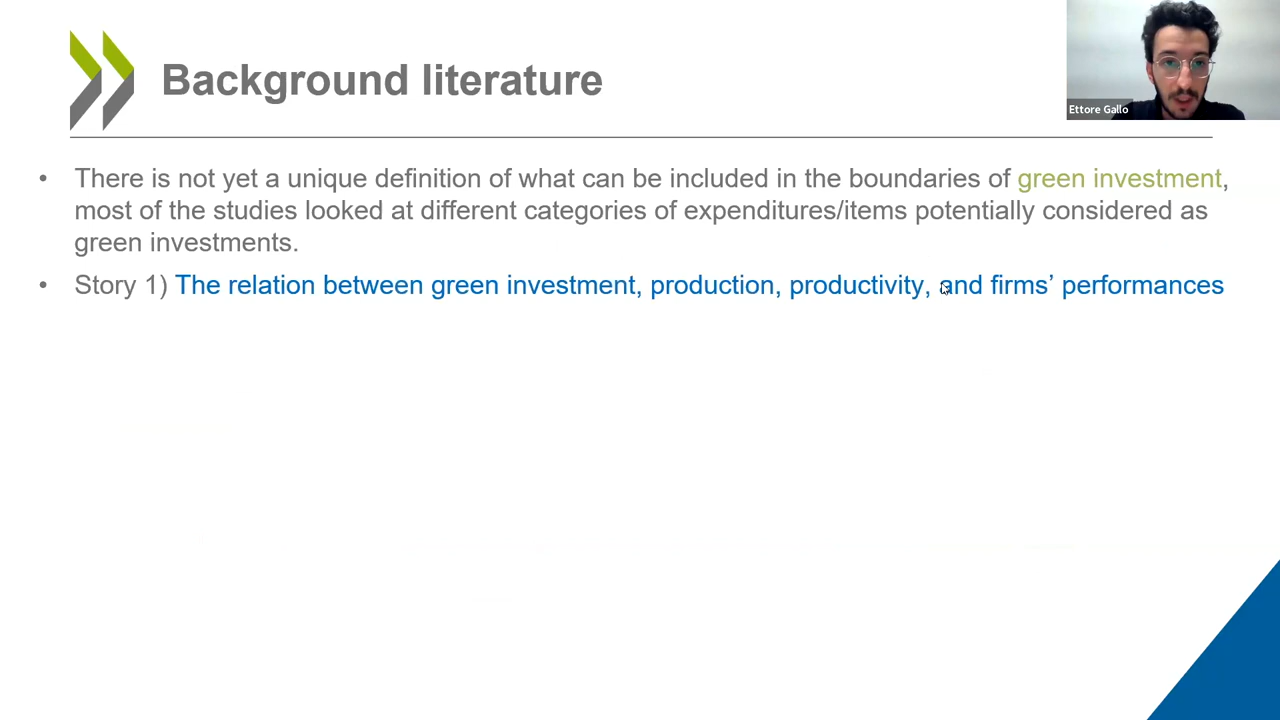 Background literature
Ettore Gallo
• There is not yet a unique definition of what can be included in the boundaries of green investment,
most of the studies looked at different categories of expenditures/items potentially considered as
green investments.
• Story 1) The relation between green investment, production, productivity, and firms’ performances